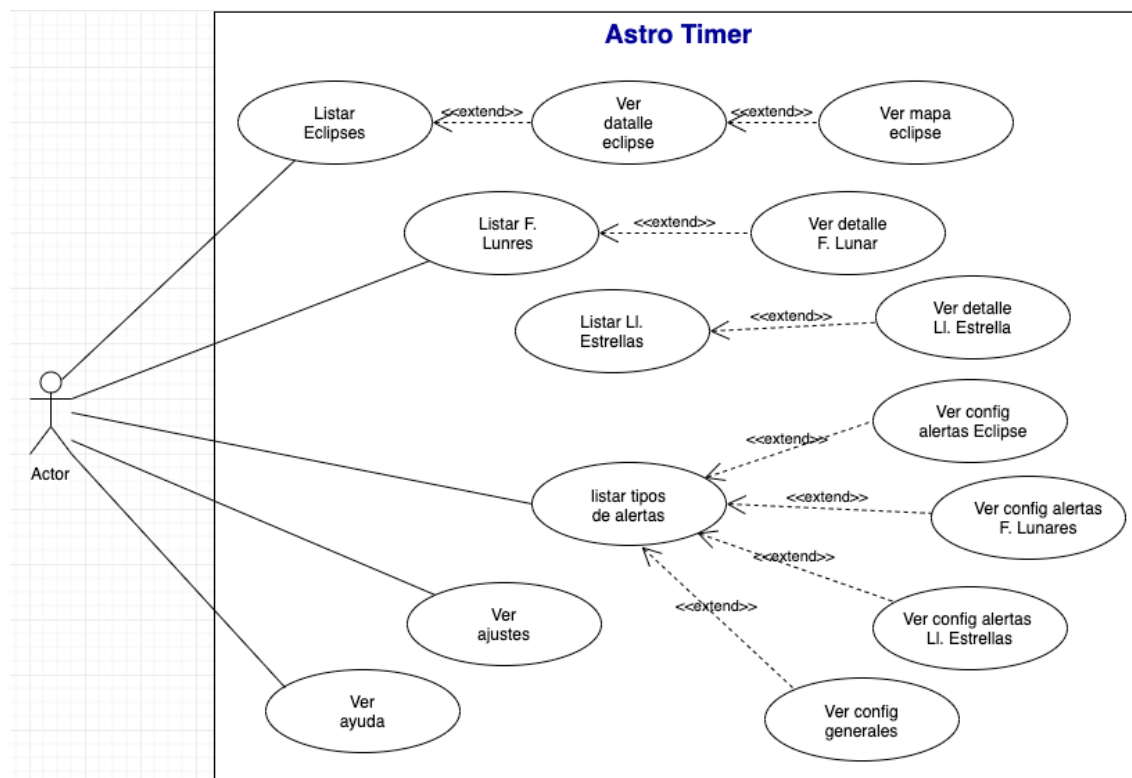 Astro Timer
Listar
Eclipses
<<extend>>
Ver
datalle
eclipse
<<extend>>
Ver mapa
eclipse
Listar F.
Lunres
<<extend>>
Ver detalle
F. Lunar
Listar Ll.
Estrellas
<<extend>>
Ver detalle
Ll. Estrella
Actor
listar tipos
de alertas
<<extend>>
Ver config
alertas Eclipse
<<extend>>
Ver config alertas
F. Lunares
<<extend>>
Ver config alertas
Ll. Estrellas
<<extend>>
Ver config
generales
Ver
ajustes
Ver
ayuda